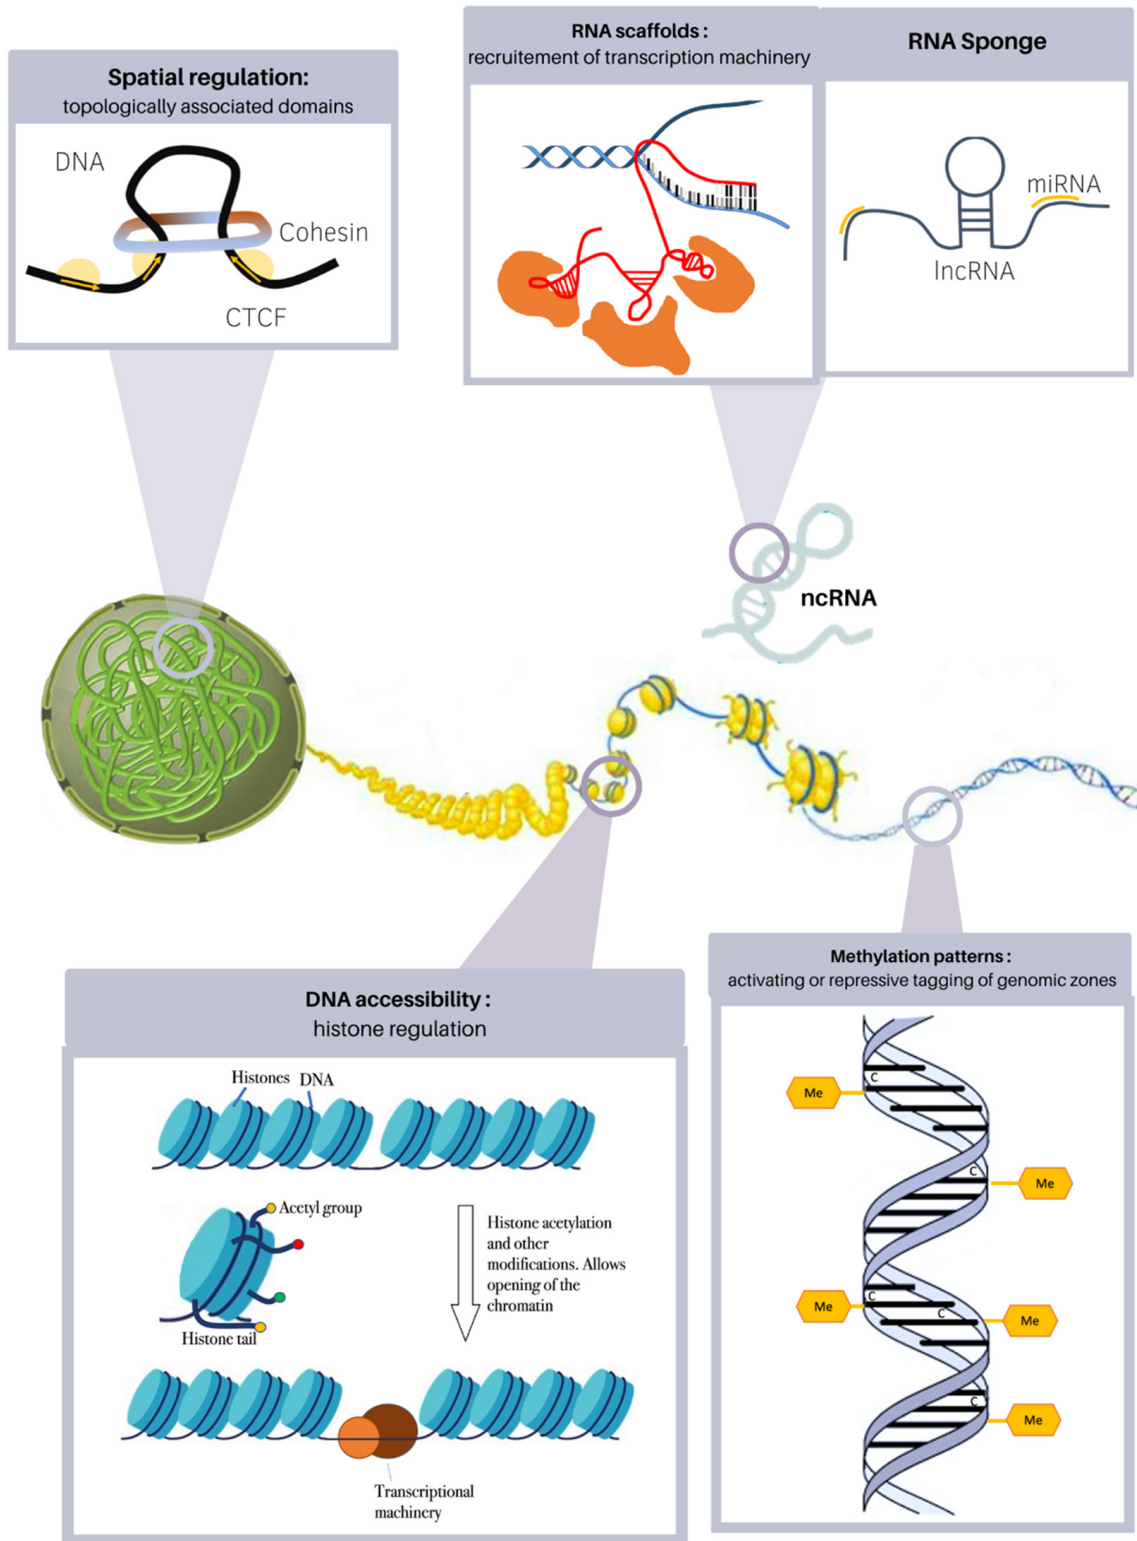 Spatial regulation:
topologically associated domains
DNA
Cohesin
CTCF
RNA scaffolds :
recruitement of transcription machinery
RNA Sponge
miRNA
lncRNA
ncRNA
DNA accessibility :
histone regulation
Histones DNA
Acetyl group
Histone tail
Histone acetylation
and other
modifications. Allows
opening of the
chromatin
Transcriptional
machinery
Methylation patterns :
activating or repressive tagging of genomic zones
C
Me
C
Me
C
Me
C
Me
C
Me